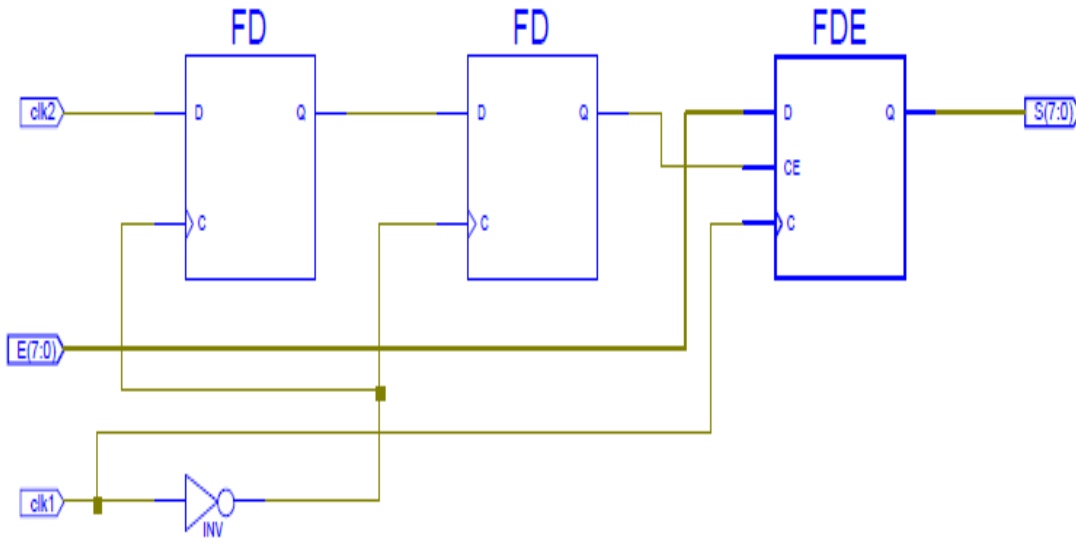 FD FD FDE
clk2 D Q D Q D Q S(7:0)
CE
C C C
E(7:0)
clk1
INV